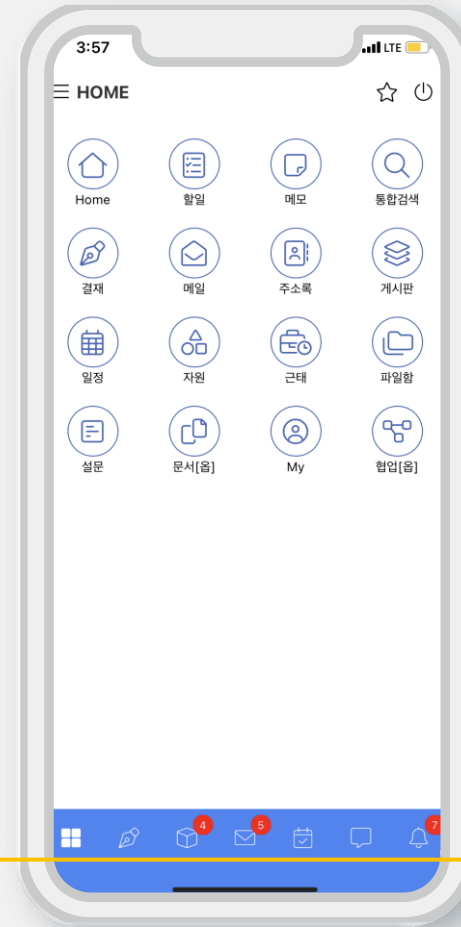 3:57 LTE
HOME
Home 할일 메모 통합검색
결재 메일 주소록 게시판
일정 자원 근태 파일함
설문 문서[옵] My 협업[옵]
4 5 7